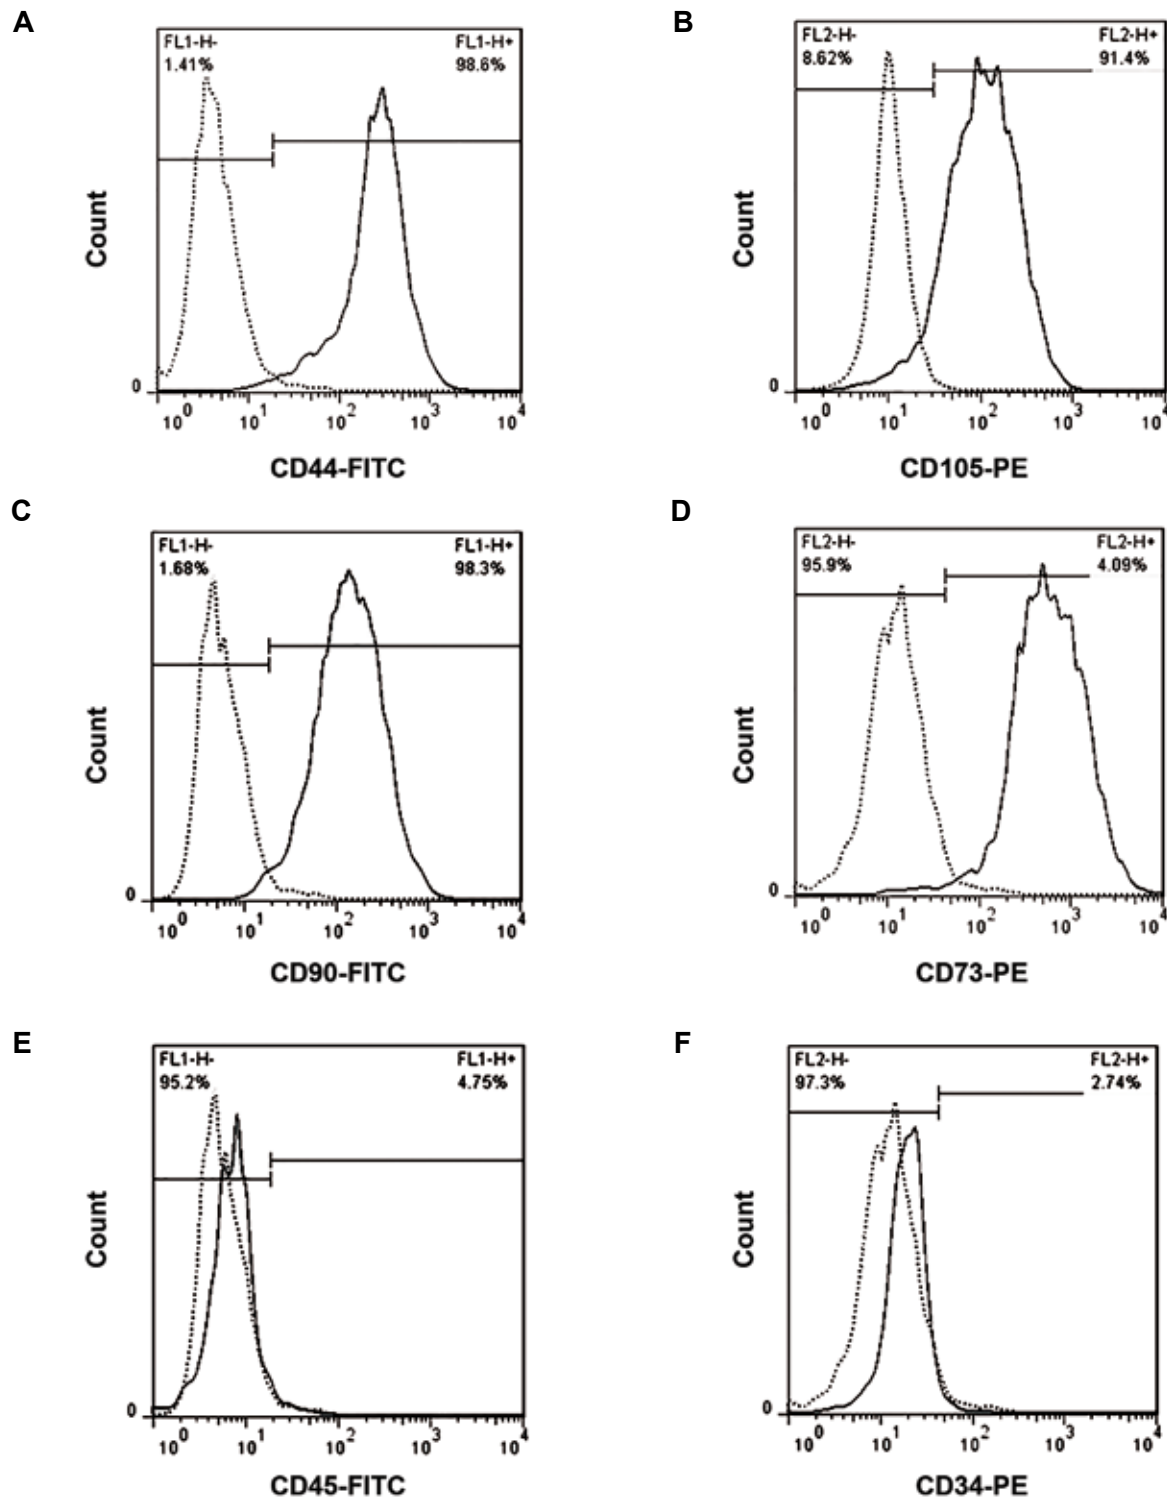 A
FL1-H-
1.41%
FL1-H+
98.6%
Count
0
10^0 10^1 10^2 10^3 10^4
CD44-FITC
B
FL2-H-
8.62%
FL2-H+
91.4%
Count
0
10^0 10^1 10^2 10^3 10^4
CD105-PE
C
FL1-H-
1.68%
FL1-H+
98.3%
Count
0
10^0 10^1 10^2 10^3 10^4
CD90-FITC
D
FL2-H-
95.9%
FL2-H+
4.09%
Count
0
10^0 10^1 10^2 10^3 10^4
CD73-PE
E
FL1-H-
95.2%
FL1-H+
4.75%
Count
0
10^0 10^1 10^2 10^3 10^4
CD45-FITC
F
FL2-H-
97.3%
FL2-H+
2.74%
Count
0
10^0 10^1 10^2 10^3 10^4
CD34-PE